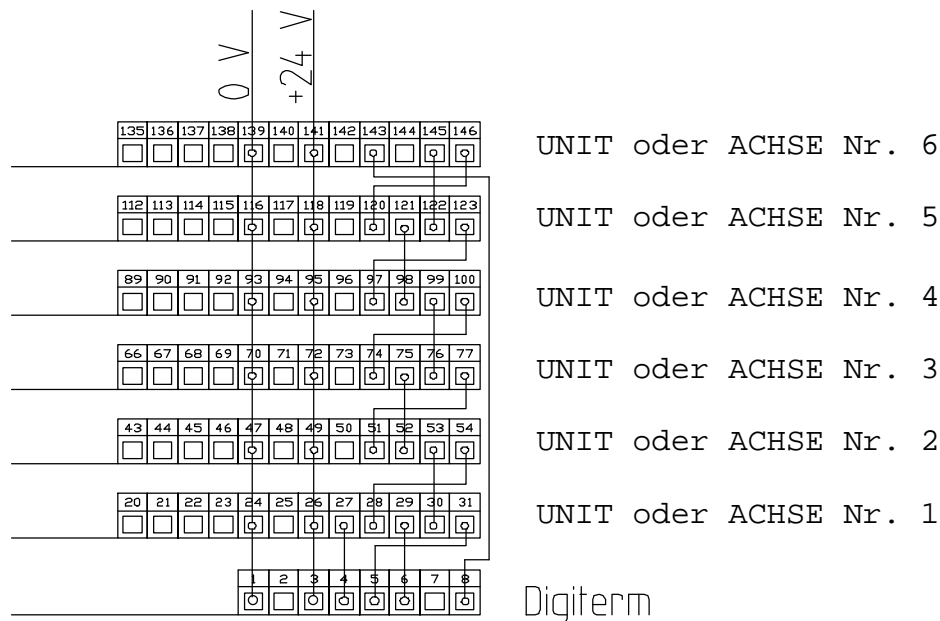 0 V
+24 V
135 136 137 138 139 140 141 142 143 144 145 146
UNIT oder ACHSE Nr. 6
112 113 114 115 116 117 118 119 120 121 122 123
UNIT oder ACHSE Nr. 5
89 90 91 92 93 94 95 96 97 98 99 100
UNIT oder ACHSE Nr. 4
66 67 68 69 70 71 72 73 74 75 76 77
UNIT oder ACHSE Nr. 3
43 44 45 46 47 48 49 50 51 52 53 54
UNIT oder ACHSE Nr. 2
20 21 22 23 24 25 26 27 28 29 30 31
UNIT oder ACHSE Nr. 1
1 2 3 4 5 6 7 8
Digiterm